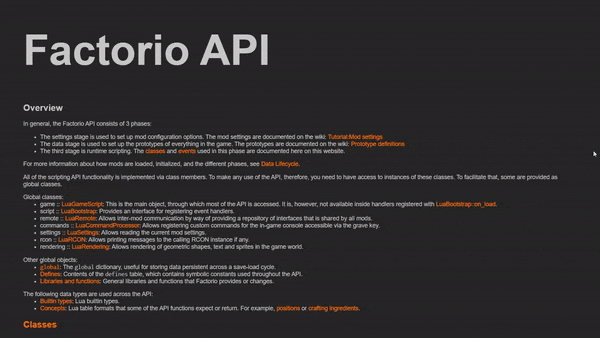 Factorio API
Overview
In general, the Factorio API consists of 3 phases:
The settings stage is used to set up mod configuration options. The mod settings are documented on the wiki: Tutorial:Mod settings
The data stage is used to set up the prototypes of everything in the game. The prototypes are documented on the wiki: Prototype definitions
The third stage is runtime scripting. The classes and events used in this phase are documented here on this website.
For more information about how mods are loaded, initialized, and the different phases, see Data Lifecycle.
All of the scripting API functionality is implemented via class members. To make any use of the API, therefore, you need to have access to instances of these classes. To facilitate that, some are provided as
global classes.
Global classes:
game :: LuaGameScript: This is the main object, through which most of the API is accessed. It is, however, not available inside handlers registered with LuaBootstrap::on_load.
script :: LuaBootstrap: Provides an interface for registering event handlers.
remote :: LuaRemote: Allows inter-mod communication by way of providing a repository of interfaces that is shared by all mods.
commands :: LuaCommandProcessor: Allows registering custom commands for the in-game console accessible via the grave key.
settings :: LuaSettings: Allows reading the current mod settings.
rcon :: LuaRCON: Allows printing messages to the calling RCON instance if any.
rendering :: LuaRendering: Allows rendering of geometric shapes, text and sprites in the game world.
Other global objects:
global: The global dictionary, useful for storing data persistent across a save-load cycle.
Defines: Contents of the defines table, which contains symbolic constants used throughout the API.
Libraries and functions: General libraries and functions that Factorio provides or changes.
The following data types are used across the API:
Builtin types: Lua builtin types.
Concepts: Lua table formats that some of the API functions expect or return. For example, positions or crafting ingredients.
Classes